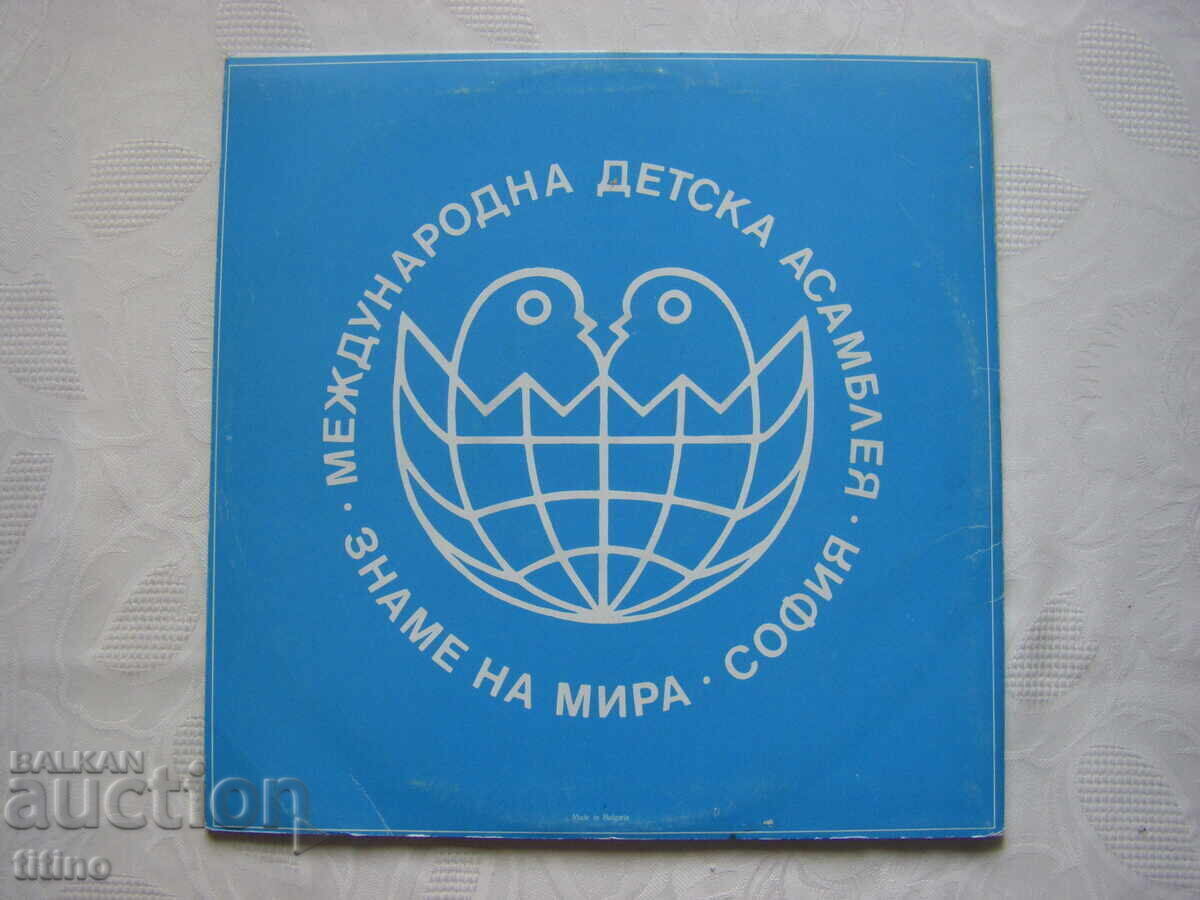 МЕЖДУНАРОДНА ДЕТСКА АСАМБЛЕЯ ·
ЗНАМЕ НА МИРА · СОФИЯ ·
Made in Bulgaria
BALKAN
auction
titino